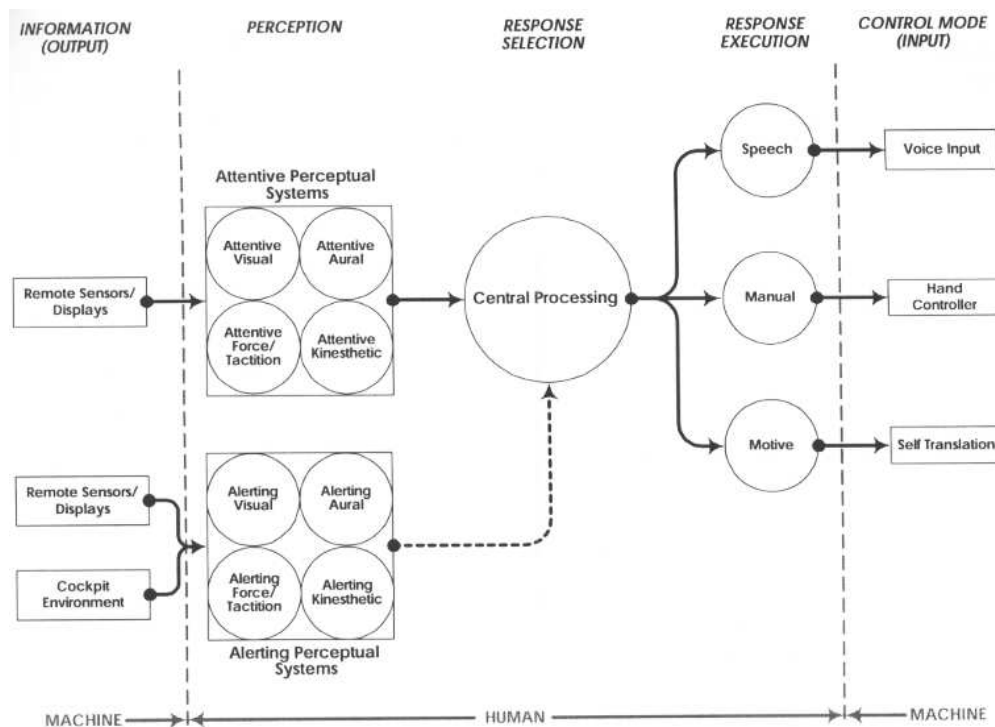 INFORMATION
(OUTPUT)
PERCEPTION
RESPONSE
SELECTION
RESPONSE
EXECUTION
CONTROL MODE
(INPUT)
Attentive Perceptual
Systems
Attentive
Visual
Attentive
Aural
Attentive
Force/
Tactition
Attentive
Kinesthetic
Remote Sensors/
Displays
Central Processing
Speech
Voice Input
Manual
Hand
Controller
Motive
Self Translation
Remote Sensors/
Displays
Cockpit
Environment
Alerting
Visual
Alerting
Aural
Alerting
Force/
Tactition
Alerting
Kinesthetic
Alerting Perceptual
Systems
MACHINE
HUMAN
MACHINE